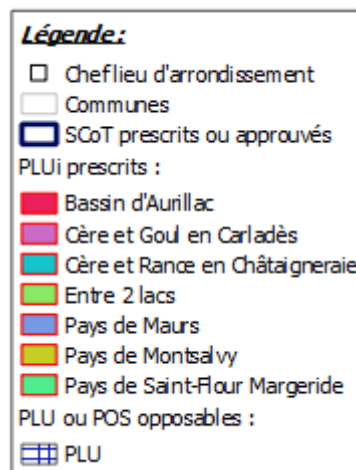 Légende:
Chef lieu d'arrondissement
Communes
SCoT prescrits ou approuvés
PLUi prescrits :
Bassin d'Aurillac
Cère et Goul en Carladès
Cère et Rance en Châtaigneraie
Entre 2 lacs
Pays de Maurs
Pays de Montsalvy
Pays de Saint-Flour Margeride
PLU ou POS opposables :
PLU